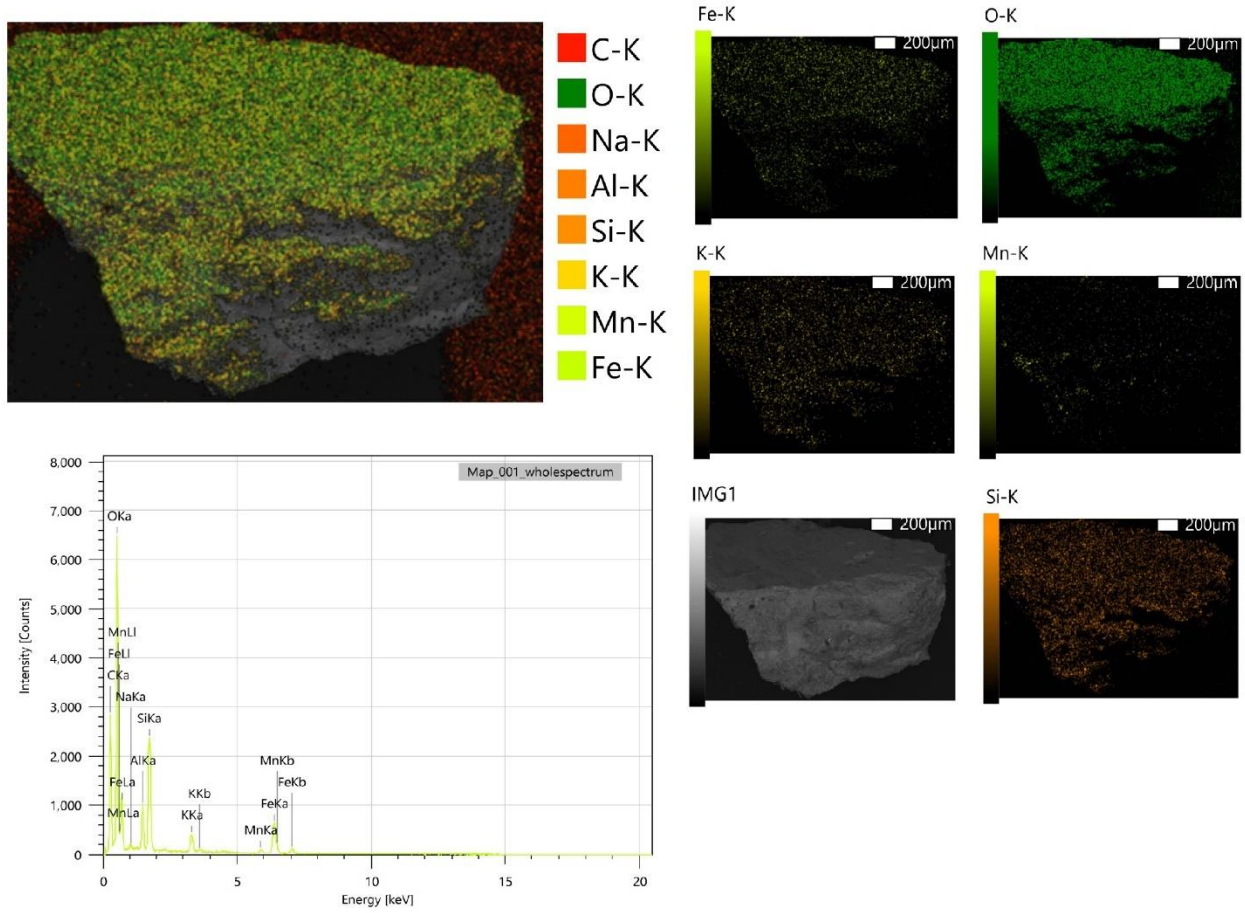 C-K
O-K
Na-K
Al-K
Si-K
K-K
Mn-K
Fe-K
Fe-K
200μm
O-K
200μm
K-K
200μm
Mn-K
200μm
IMG1
200μm
Si-K
200μm
Map_001_wholespectrum
8,000
7,000
6,000
5,000
4,000
3,000
2,000
1,000
0
Intensity [Counts]
OKa
MnLl
FeLl
CKa
NaKa
SiKa
AlKa
FeLa
MnLa
KKb
KKa
MnKb
FeKb
FeKa
MnKa
0
5
10
15
20
Energy [keV]